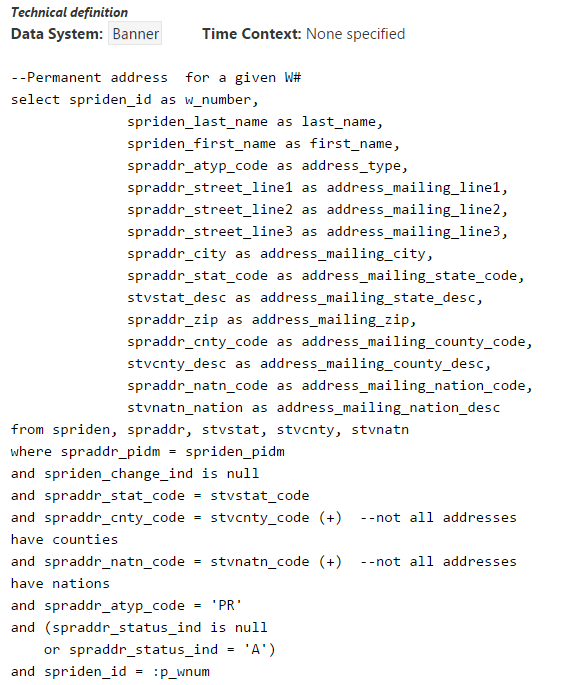 Technical definition
Data System: Banner Time Context: None specified
--Permanent address  for a given W#
select spriden_id as w_number,
              spriden_last_name as last_name,
              spriden_first_name as first_name,
              spraddr_atyp_code as address_type,
              spraddr_street_line1 as address_mailing_line1,
              spraddr_street_line2 as address_mailing_line2,
              spraddr_street_line3 as address_mailing_line3,
              spraddr_city as address_mailing_city,
              spraddr_stat_code as address_mailing_state_code,
              stvstat_desc as address_mailing_state_desc,
              spraddr_zip as address_mailing_zip,
              spraddr_cnty_code as address_mailing_county_code,
              stvcnty_desc as address_mailing_county_desc,
              spraddr_natn_code as address_mailing_nation_code,
              stvnatn_nation as address_mailing_nation_desc
from spriden, spraddr, stvstat, stvcnty, stvnatn
where spraddr_pidm = spriden_pidm
and spriden_change_ind is null
and spraddr_stat_code = stvstat_code
and spraddr_cnty_code = stvcnty_code (+)  --not all addresses
have counties
and spraddr_natn_code = stvnatn_code (+)  --not all addresses
have nations
and spraddr_atyp_code = 'PR'
and (spraddr_status_ind is null
    or spraddr_status_ind = 'A')
and spriden_id = :p_wnum